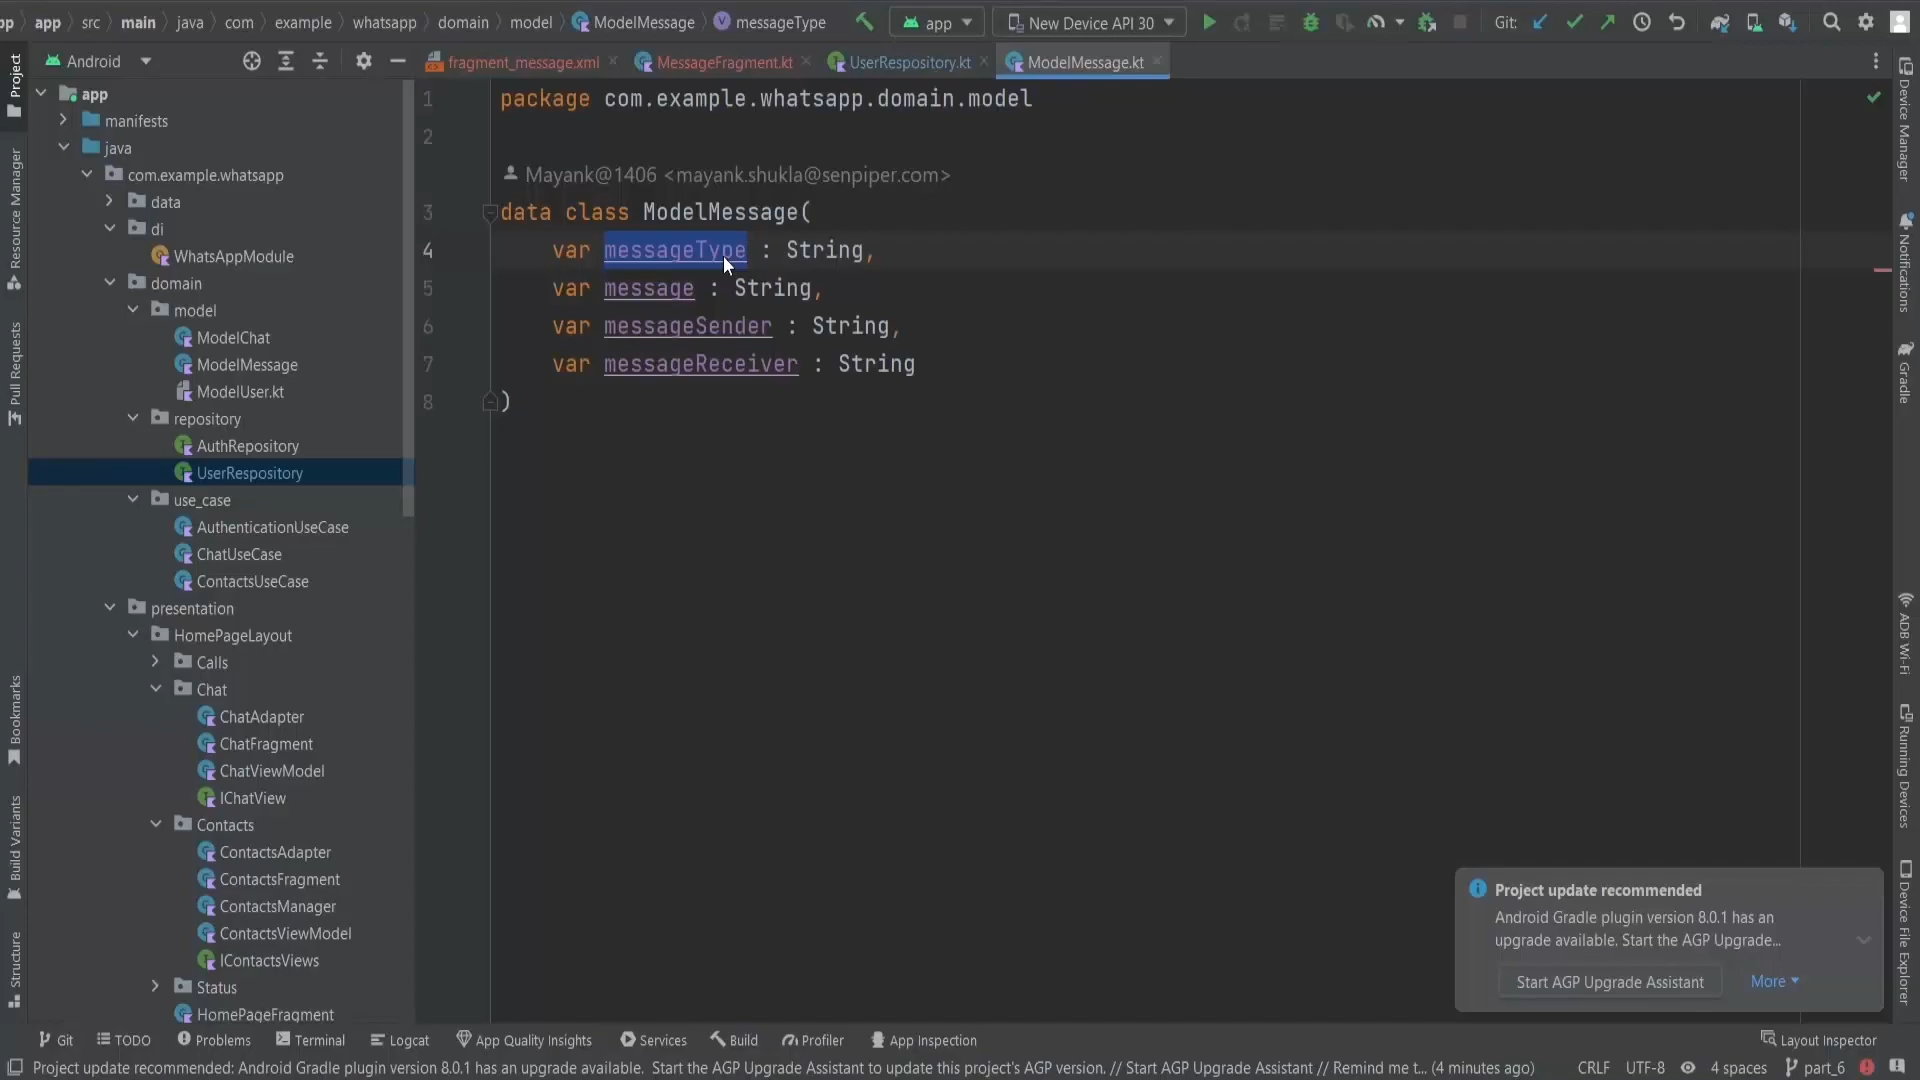 pp app src main java com example whatsapp domain model ModelMessage messageType app New Device API 30 Git:
Android
fragment_message.xml MessageFragment.kt UserRespository.kt ModelMessage.kt
Project
Resource Manager
Pull Requests
Bookmarks
Build Variants
Structure
app
manifests
java
com.example.whatsapp
data
di
WhatsAppModule
domain
model
ModelChat
ModelMessage
ModelUser.kt
repository
AuthRepository
UserRespository
use_case
AuthenticationUseCase
ChatUseCase
ContactsUseCase
presentation
HomePageLayout
Calls
Chat
ChatAdapter
ChatFragment
ChatViewModel
IChatView
Contacts
ContactsAdapter
ContactsFragment
ContactsManager
ContactsViewModel
IContactsViews
Status
HomePageFragment
1 package com.example.whatsapp.domain.model
2
Mayank@1406 <mayank.shukla@senpiper.com>
3 data class ModelMessage(
4 var messageType : String,
5 var message : String,
6 var messageSender : String,
7 var messageReceiver : String
8 )
Device Manager
Notifications
Gradle
ADB Wi-Fi
Running Devices
Device File Explorer
Project update recommended
Android Gradle plugin version 8.0.1 has an
upgrade available. Start the AGP Upgrade...
Start AGP Upgrade Assistant More
Git TODO Problems Terminal Logcat App Quality Insights Services Build Profiler App Inspection Layout Inspector
Project update recommended: Android Gradle plugin version 8.0.1 has an upgrade available. Start the AGP Upgrade Assistant to update this project's AGP version. // Start AGP Upgrade Assistant // Remind me t... (4 minutes ago) CRLF UTF-8 4 spaces part_6